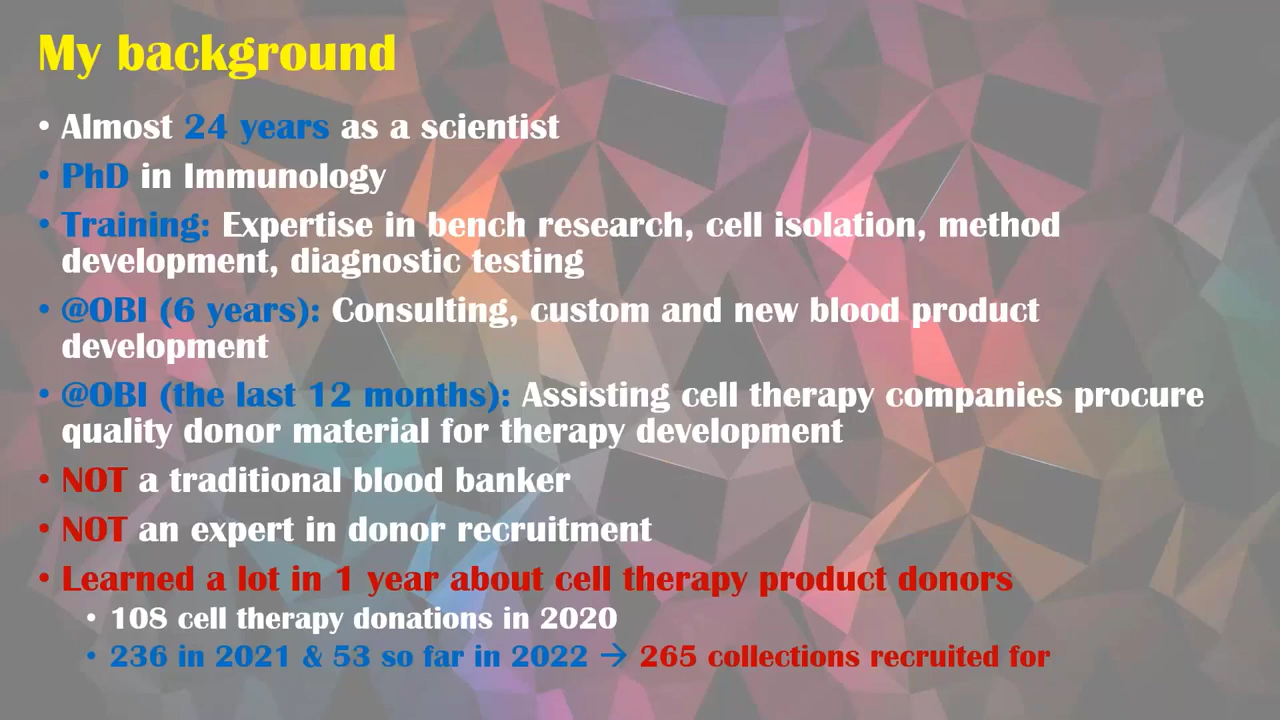 My background
• Almost 24 years as a scientist
• PhD in Immunology
• Training: Expertise in bench research, cell isolation, method
development, diagnostic testing
• @OBI (6 years): Consulting, custom and new blood product
development
• @OBI (the last 12 months): Assisting cell therapy companies procure
quality donor material for therapy development
• NOT a traditional blood banker
• NOT an expert in donor recruitment
• Learned a lot in 1 year about cell therapy product donors
• 108 cell therapy donations in 2020
• 236 in 2021 & 53 so far in 2022 → 265 collections recruited for